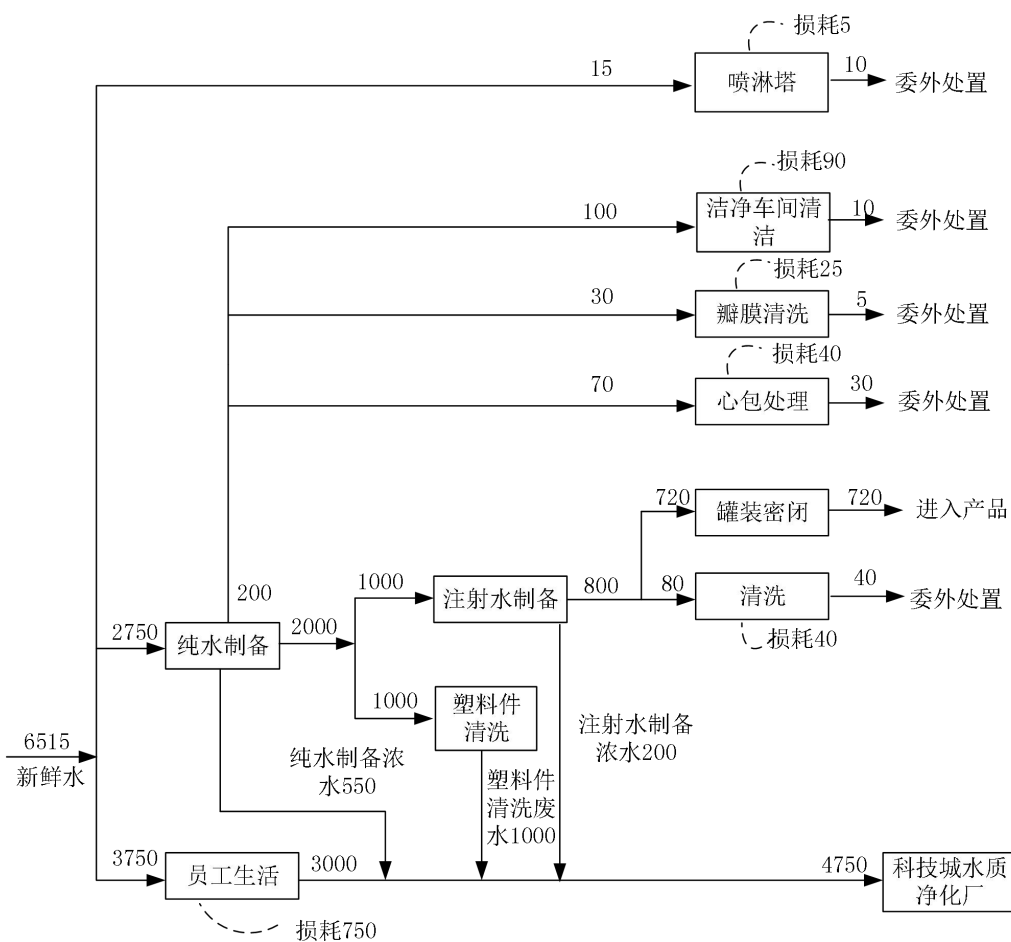 损耗5
15
喷淋塔
10
委外处置
损耗90
100
洁净车间清
洁
10
委外处置
损耗25
30
瓣膜清洗
5
委外处置
损耗40
70
心包处理
30
委外处置
720
罐装密闭
720
进入产品
200
1000
注射水制备
800
80
清洗
40
委外处置
损耗40
2750
纯水制备
2000
1000
塑料件
清洗
注射水制备
浓水200
6515
新鲜水
纯水制备浓
水550
塑料件
清洗废
水1000
3750
员工生活
3000
4750
科技城水质
净化厂
损耗750